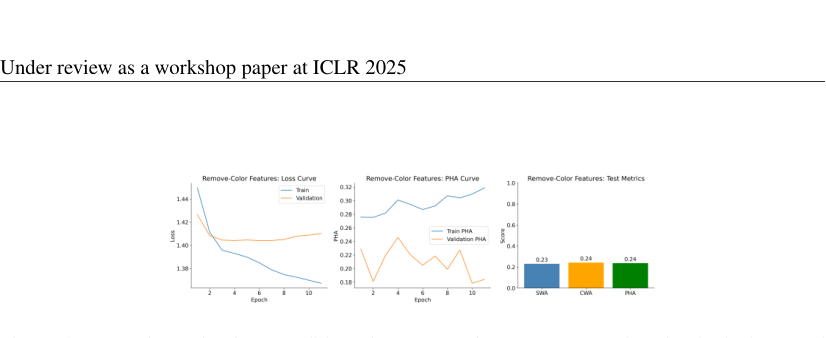 Under review as a workshop paper at ICLR 2025
Remove-Color Features: Loss Curve
Train
Validation
1.44
1.42
1.40
1.38
Loss
2 4 6 8 10
Epoch
Remove-Color Features: PHA Curve
0.32
0.30
0.28
0.26
0.24
0.22
0.20
0.18
PHA
Train PHA
Validation PHA
2 4 6 8 10
Epoch
Remove-Color Features: Test Metrics
1.0
0.8
0.6
0.4
0.2
0.0
Score
0.23 0.24 0.24
SWA CWA PHA